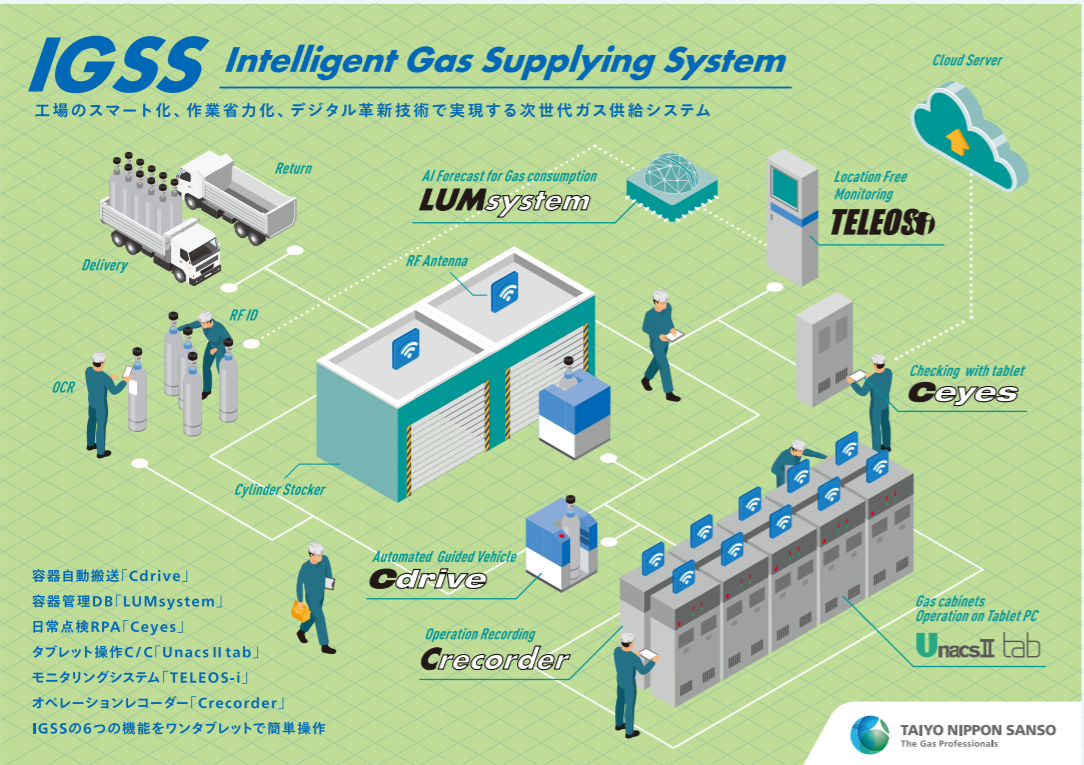 IGSS Intelligent Gas Supplying System
工場のスマート化、作業省力化、デジタル革新技術で実現する次世代ガス供給システム
Cloud Server
Return
Delivery
AI Forecast for Gas consumption
LUMsystem
Location Free
Monitoring
TELEOSi
RF Antenna
RF ID
OCR
Checking with tablet
Ceyes
Cylinder Stocker
Automated Guided Vehicle
Cdrive
Operation Recording
Crecorder
Gas cabinets
Operation on Tablet PC
UnacsII tab
容器自動搬送「Cdrive」
容器管理DB「LUMsystem」
日常点検RPA「Ceyes」
タブレット操作C/C「UnacsⅡtab」
モニタリングシステム「TELEOS-i」
オペレーションレコーダー「Crecorder」
IGSSの6つの機能をワンタブレットで簡単操作
TAIYO NIPPON SANSO
The Gas Professionals